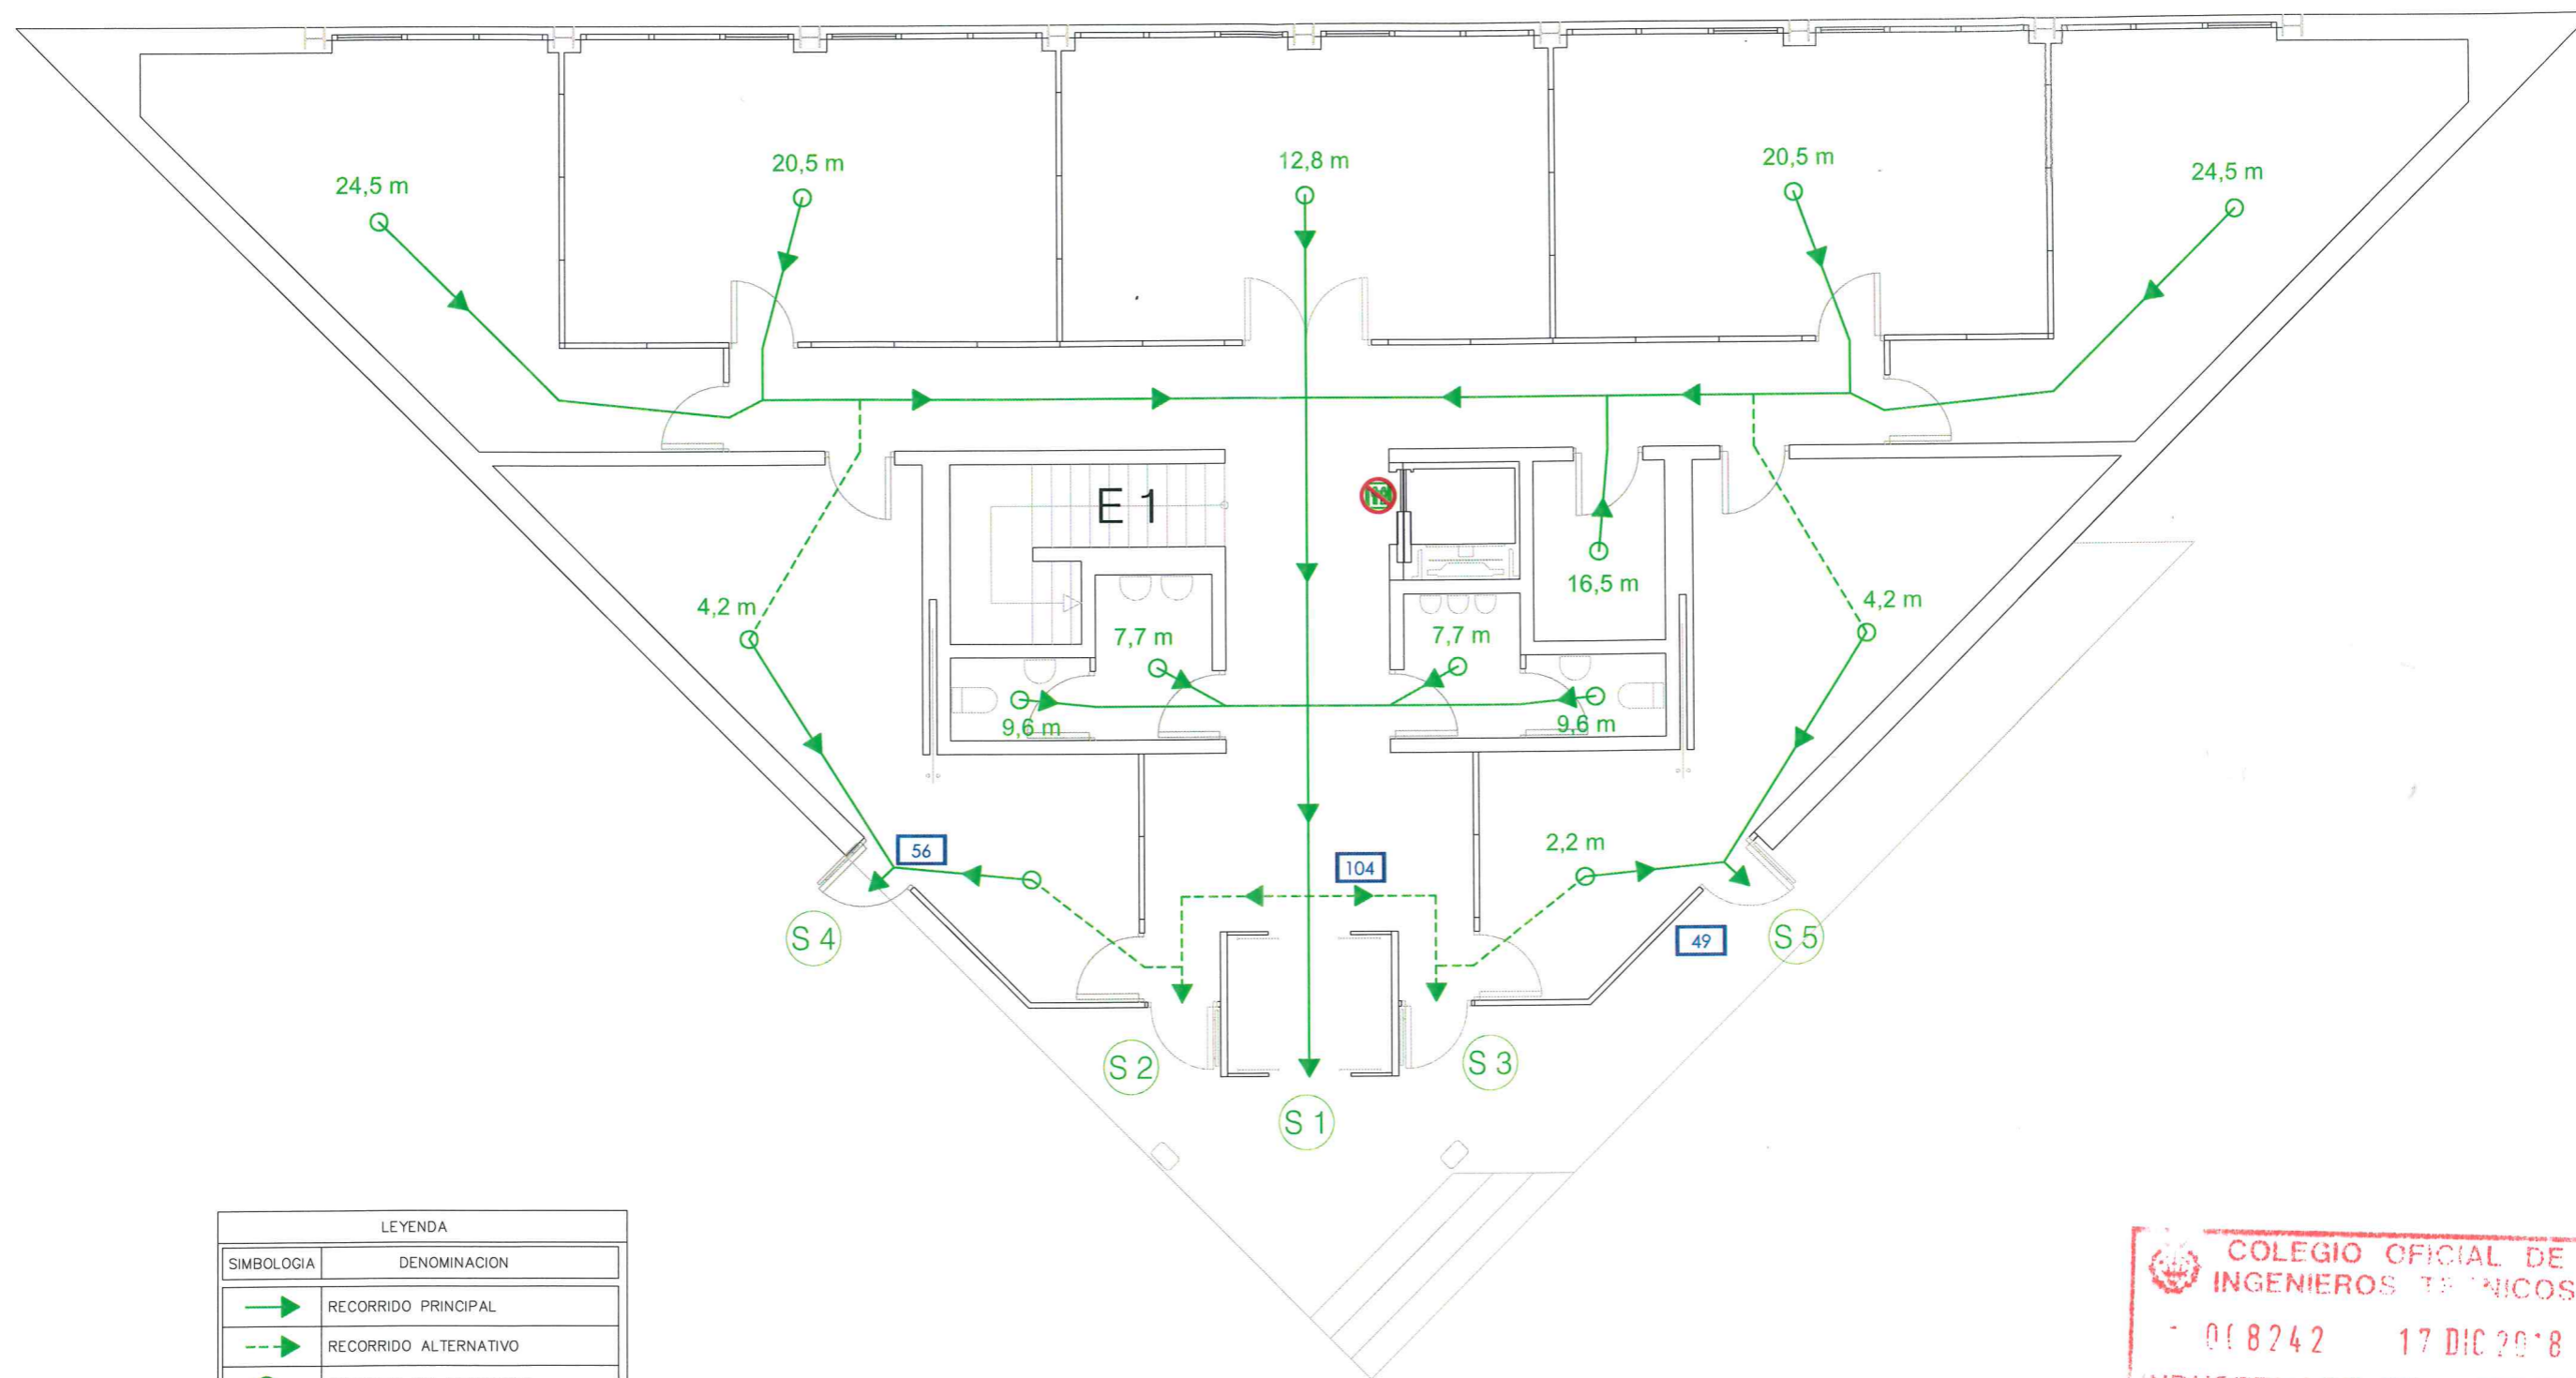 20,5 m
12,8 m
20,5 m
24,5 m
24,5 m
E 1
16,5 m
4,2 m
4,2 m
7,7 m
7,7 m
9,6 m
9,6 m
56
2,2 m
104
S 4
49
S 5
S 2
S 3
S 1
LEYENDA
SIMBOLOGIA DENOMINACION
RECORRIDO PRINCIPAL
RECORRIDO ALTERNATIVO
COLEGIO OFICIAL DE
INGENIEROS
8242 17 DIC